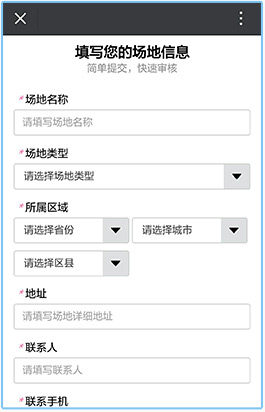 填写您的场地信息
简单提交，快速审核
*场地名称
请填写场地名称
*场地类型
请选择场地类型
*所属区域
请选择省份 请选择城市
请选择区县
*地址
请填写场地详细地址
*联系人
请填写联系人
*联系手机